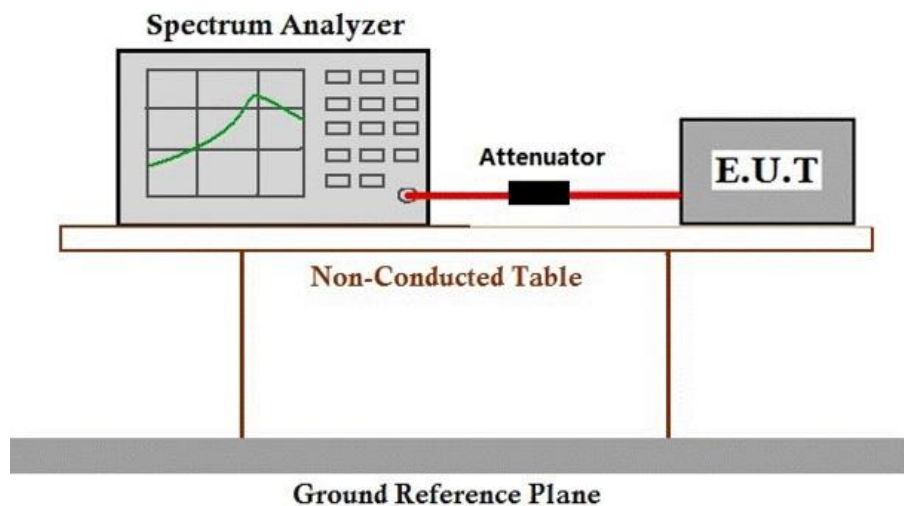 Spectrum Analyzer
Attenuator
E.U.T
Non-Conducted Table
Ground Reference Plane